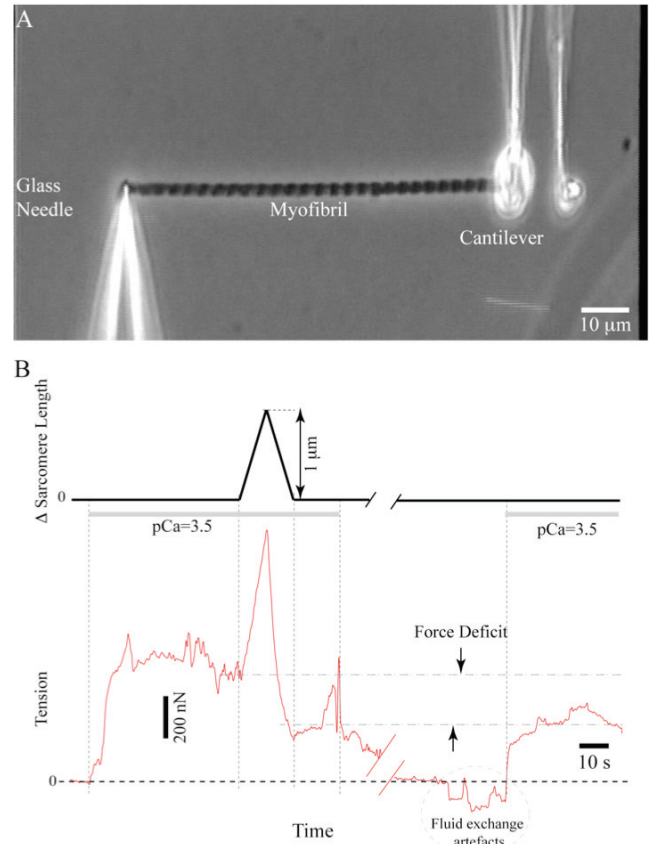 A
Glass
Needle
Myofibril
Cantilever
10 μm
B
Δ Sarcomere Length
0
1 μm
pCa=3.5
pCa=3.5
Force Deficit
Tension
200 nN
10 s
0
Fluid exchange
artefacts
Time